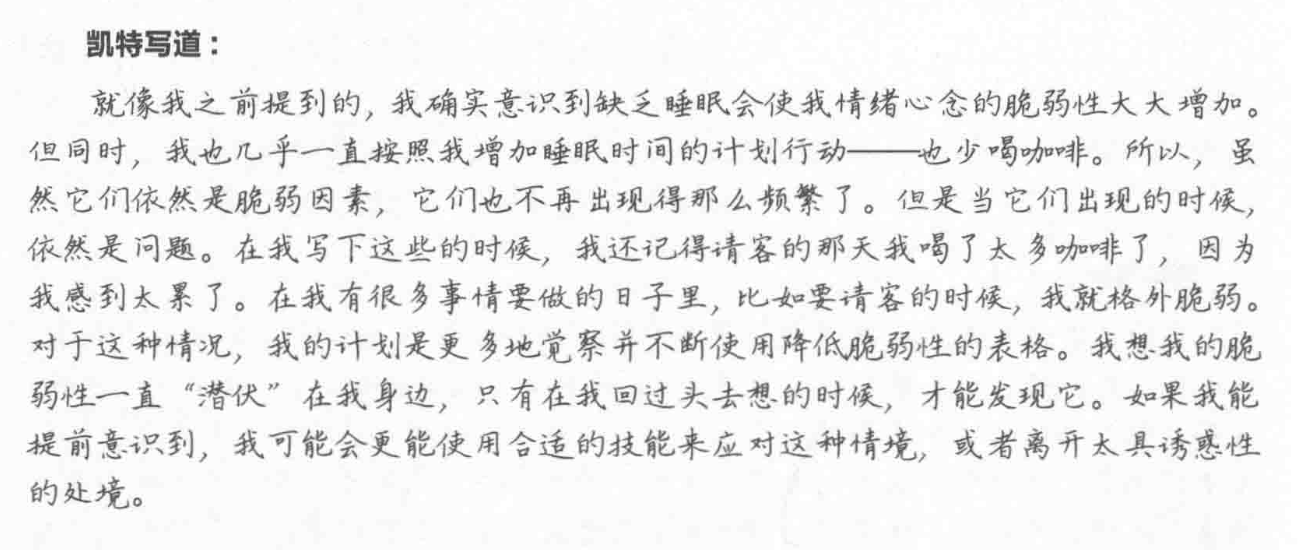 凯特写道：
就像我之前提到的，我确实意识到缺乏睡眠会使我情绪心念的脆弱性大大增加。
但同时，我也几乎一直按照我增加睡眠时间的计划行动——也少喝咖啡。所以，虽
然它们依然是脆弱因素，它们也不再出现得那么频繁了。但是当它们出现的时候，
依然是问题。在我写下这些的时候，我还记得请客的那天我喝了太多咖啡了，因为
我感到太累了。在我有很多事情要做的日子里，比如要请客的时候，我就格外脆弱。
对于这种情况，我的计划是更多地觉察并不断使用降低脆弱性的表格。我想我的脆
弱性一直“潜伏”在我身边，只有在我回过头去想的时候，才能发现它。如果我能
提前意识到，我可能会更能使用合适的技能来应对这种情境，或者离开太具诱惑性
的处境。